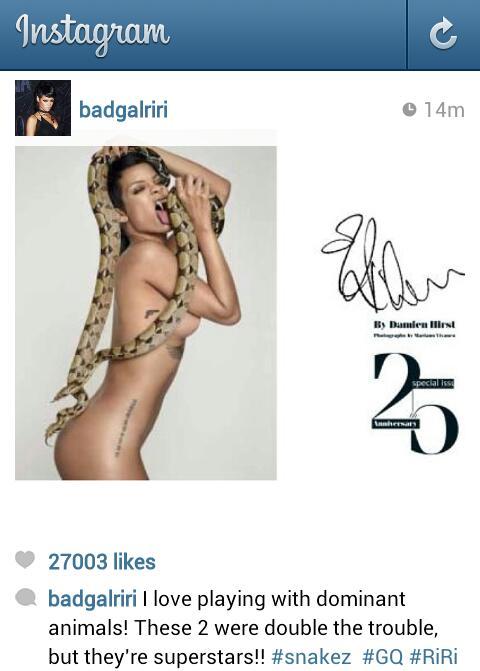 Instagram
badgalriri
14m
By Damien Hirst
Photographs by Mariano Vivanco
special issu
25
Anniversary
27003 likes
badgalriri I love playing with dominant
animals! These 2 were double the trouble,
but they're superstars!! #snakez #GQ #RiRi